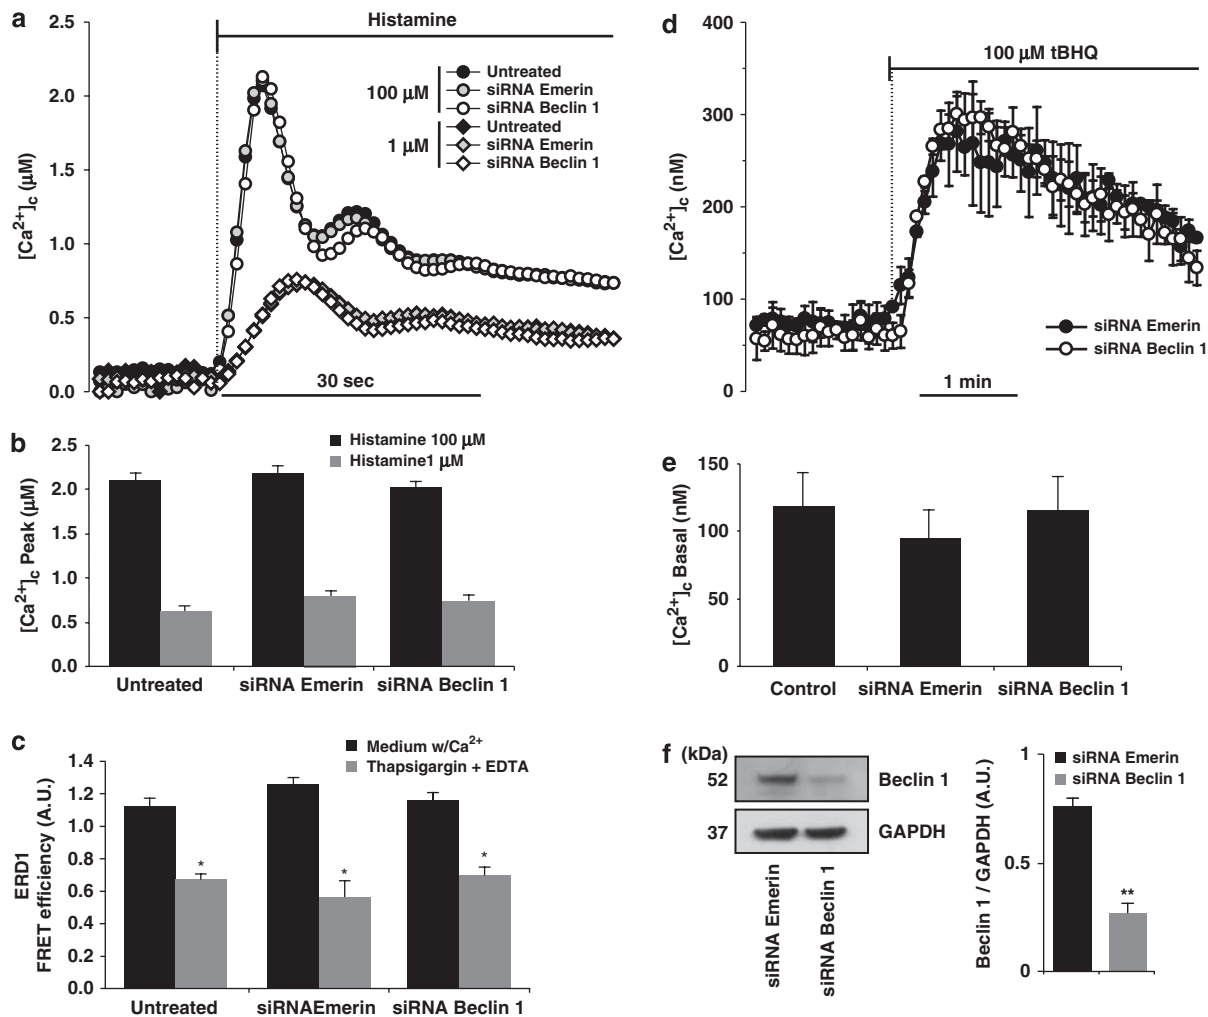 a
2.5
2.0
1.5
1.0
0.5
0.0
[Ca2+]c (μM)
Histamine
100 μM
Untreated
siRNA Emerin
siRNA Beclin 1
1 μM
Untreated
siRNA Emerin
siRNA Beclin 1
30 sec
d
400
300
200
100
0
[Ca2+]c (nM)
100 μM tBHQ
siRNA Emerin
siRNA Beclin 1
1 min
b
2.5
2.0
1.5
1.0
0.5
0.0
[Ca2+]c Peak (μM)
Histamine 100 μM
Histamine1 μM
Untreated
siRNA Emerin
siRNA Beclin 1
e
150
100
50
0
[Ca2+]c Basal (nM)
Control
siRNA Emerin
siRNA Beclin 1
c
1.4
1.2
1.0
0.8
0.6
0.4
0.2
0.0
ERD1
FRET efficiency (A.U.)
Medium w/Ca2+
Thapsigargin + EDTA
*
*
*
Untreated
siRNAEmerin
siRNA Beclin 1
f
(kDa)
52
Beclin 1
37
GAPDH
siRNA Emerin
siRNA Beclin 1
1
0.5
0
Beclin 1 / GAPDH (A.U.)
siRNA Emerin
siRNA Beclin 1
**